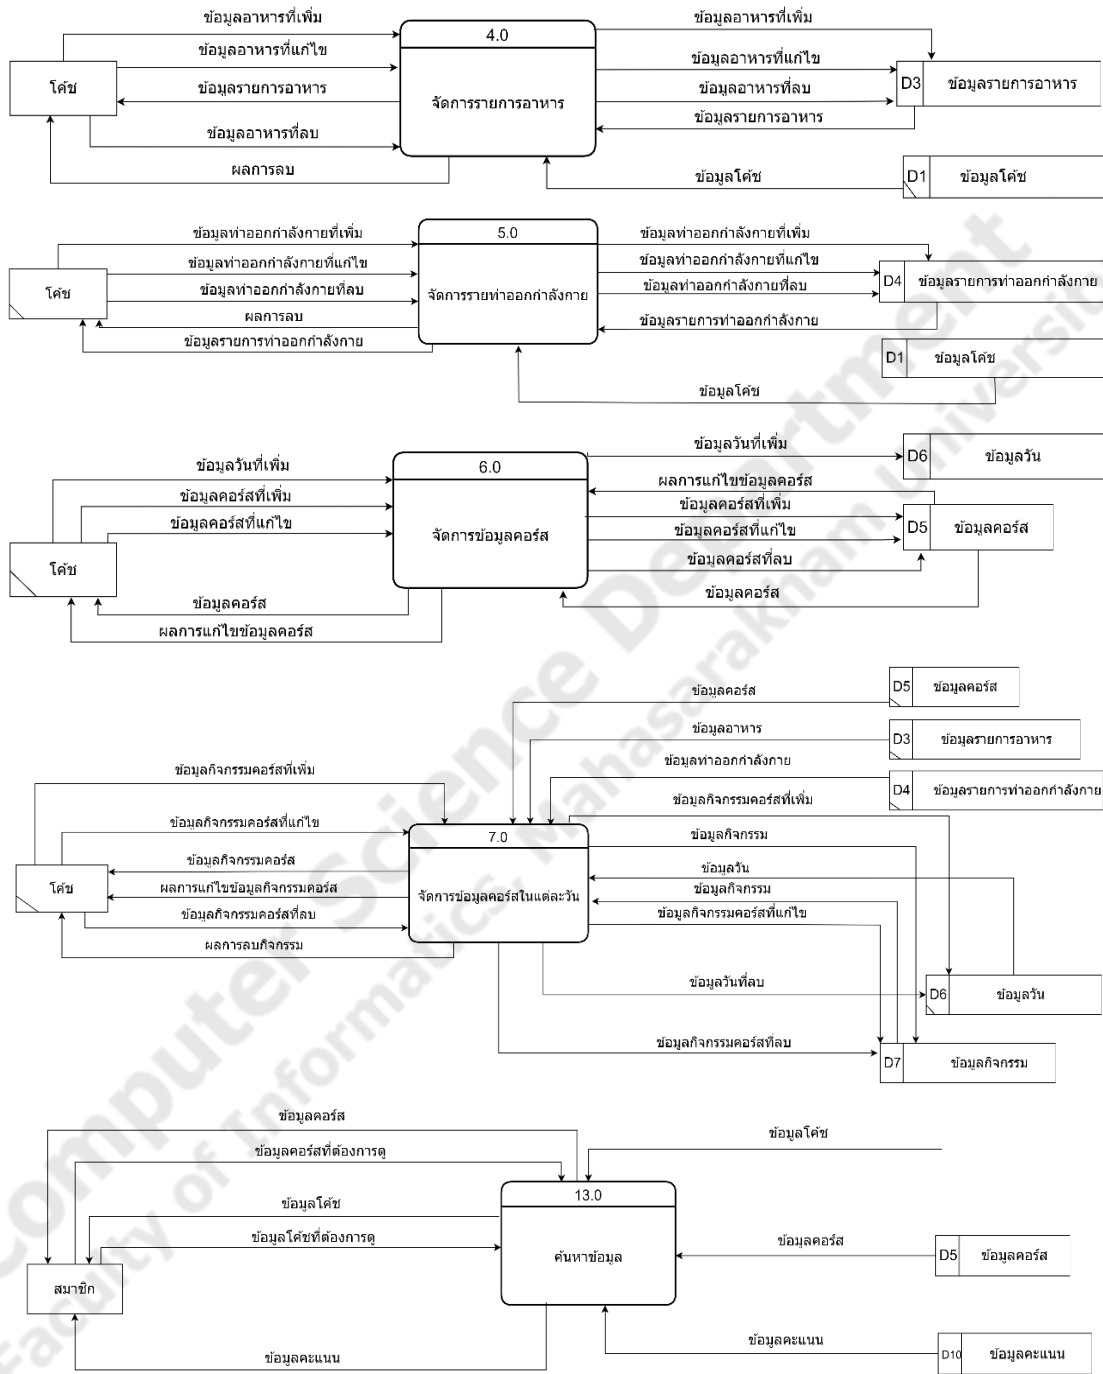 ข้อมูลอาหารที่เพิ่ม
ข้อมูลอาหารที่เพิ่ม
4.0
ข้อมูลอาหารที่แก้ไข
ข้อมูลอาหารที่แก้ไข
โค้ช
D3 ข้อมูลรายการอาหาร
ข้อมูลรายการอาหาร
จัดการรายการอาหาร
ข้อมูลอาหารที่ลบ
ข้อมูลอาหารที่ลบ
ข้อมูลรายการอาหาร
ผลการลบ
ข้อมูลโค้ช
D1 ข้อมูลโค้ช
ข้อมูลท่าออกกำลังกายที่เพิ่ม
5.0
ข้อมูลท่าออกกำลังกายที่เพิ่ม
ข้อมูลท่าออกกำลังกายที่แก้ไข
ข้อมูลท่าออกกำลังกายที่แก้ไข
โค้ช
ข้อมูลท่าออกกำลังกายที่ลบ
จัดการรายท่าออกกำลังกาย
ข้อมูลท่าออกกำลังกายที่ลบ
D4 ข้อมูลรายการท่าออกกำลังกาย
ผลการลบ
ข้อมูลรายการท่าออกกำลังกาย
ข้อมูลรายการท่าออกกำลังกาย
D1 ข้อมูลโค้ช
ข้อมูลโค้ช
ข้อมูลวันที่เพิ่ม
ข้อมูลวันที่เพิ่ม
6.0
D6 ข้อมูลวัน
ผลการแก้ไขข้อมูลคอร์ส
ข้อมูลคอร์สที่เพิ่ม
ข้อมูลคอร์สที่เพิ่ม
ข้อมูลคอร์สที่แก้ไข
จัดการข้อมูลคอร์ส
ข้อมูลคอร์สที่แก้ไข
D5 ข้อมูลคอร์ส
โค้ช
ข้อมูลคอร์สที่ลบ
ข้อมูลคอร์ส
ข้อมูลคอร์ส
ผลการแก้ไขข้อมูลคอร์ส
ข้อมูลคอร์ส
D5 ข้อมูลคอร์ส
ข้อมูลอาหาร
D3 ข้อมูลรายการอาหาร
ข้อมูลท่าออกกำลังกาย
ข้อมูลกิจกรรมคอร์สที่เพิ่ม
D4 ข้อมูลรายการท่าออกกำลังกาย
ข้อมูลกิจกรรมคอร์สที่เพิ่ม
ข้อมูลกิจกรรมคอร์สที่แก้ไข
7.0
ข้อมูลกิจกรรม
ข้อมูลกิจกรรมคอร์ส
ข้อมูลวัน
โค้ช
ผลการแก้ไขข้อมูลกิจกรรมคอร์ส
จัดการข้อมูลคอร์สในแต่ละวัน
ข้อมูลกิจกรรม
ข้อมูลกิจกรรมคอร์สที่ลบ
ข้อมูลกิจกรรมคอร์สที่แก้ไข
ผลการลบกิจกรรม
ข้อมูลวันที่ลบ
D6 ข้อมูลวัน
ข้อมูลกิจกรรมคอร์สที่ลบ
D7 ข้อมูลกิจกรรม
ข้อมูลคอร์ส
ข้อมูลโค้ช
ข้อมูลคอร์สที่ต้องการดู
13.0
ข้อมูลโค้ช
ข้อมูลโค้ชที่ต้องการดู
ค้นหาข้อมูล
ข้อมูลคอร์ส
D5 ข้อมูลคอร์ส
สมาชิก
ข้อมูลคะแนน
ข้อมูลคะแนน
D10 ข้อมูลคะแนน
Computer Science Department
Faculty of Informatics, Mahasarakham Universit